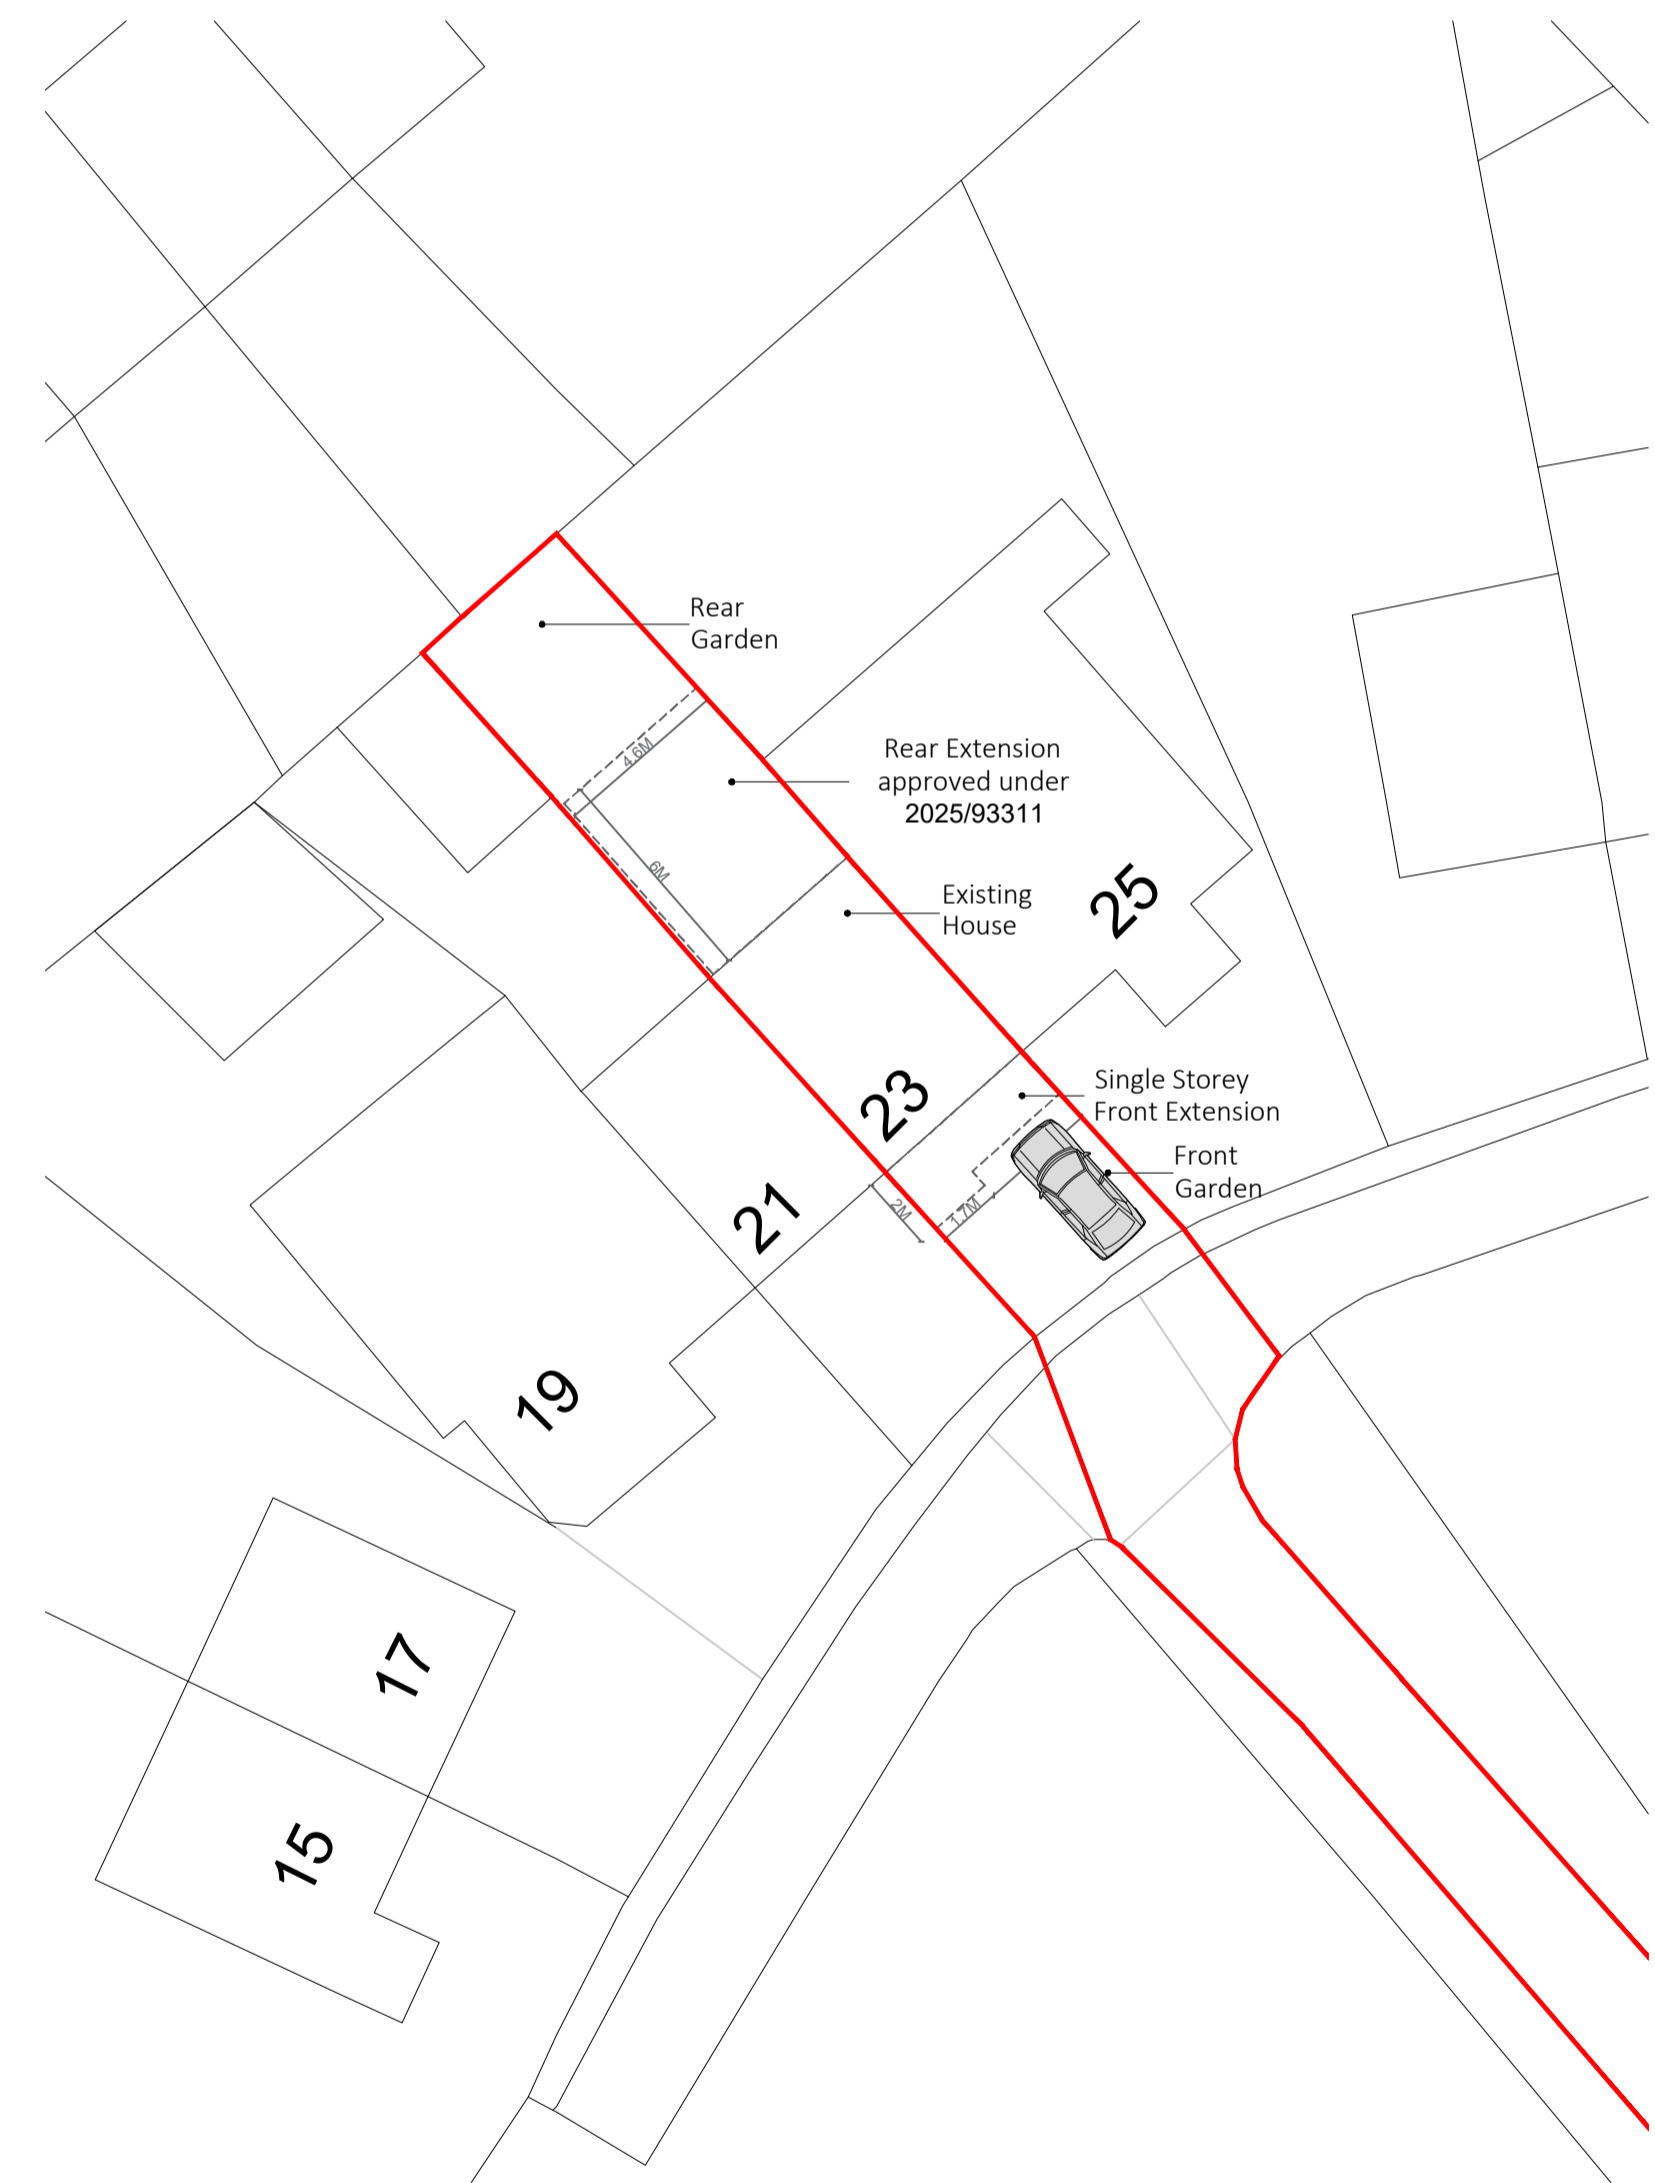 Rear
Garden
4.6M
Rear Extension
approved under
2025/93311
6M
Existing
House
25
23
Single Storey
Front Extension
Front
Garden
2M
1.7M
21
19
17
15